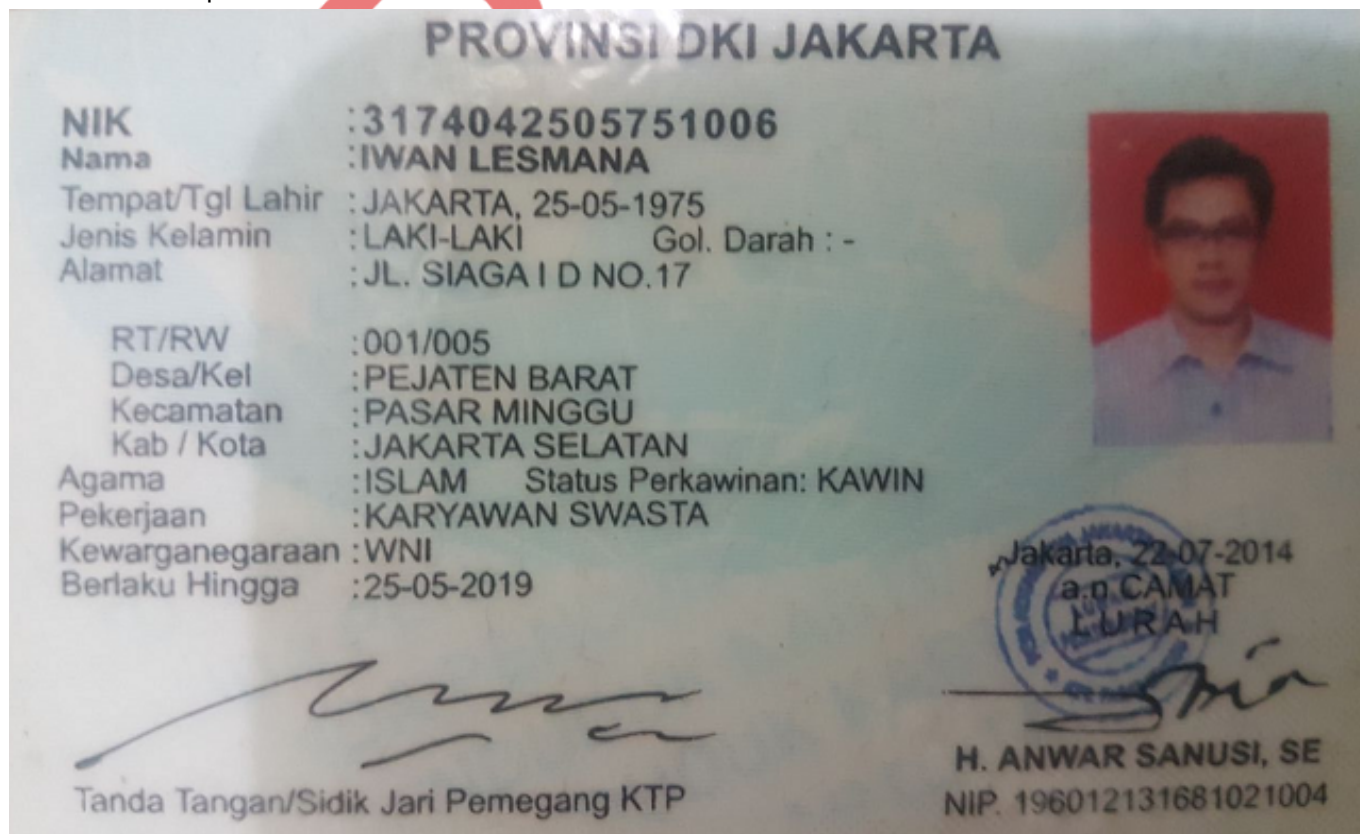 PROVINSI DKI JAKARTA
NIK :3174042505751006
Nama :IWAN LESMANA
Tempat/Tgl Lahir :JAKARTA, 25-05-1975
Jenis Kelamin :LAKI-LAKI Gol. Darah : -
Alamat :JL. SIAGA I D NO.17
RT/RW :001/005
Desa/Kel :PEJATEN BARAT
Kecamatan :PASAR MINGGU
Kab / Kota :JAKARTA SELATAN
Agama :ISLAM Status Perkawinan: KAWIN
Pekerjaan :KARYAWAN SWASTA
Kewarganegaraan :WNI
Berlaku Hingga :25-05-2019
Jakarta, 22-07-2014
a.n CAMAT
LURAH
H. ANWAR SANUSI, SE
Tanda Tangan/Sidik Jari Pemegang KTP
NIP. 196012131681021004